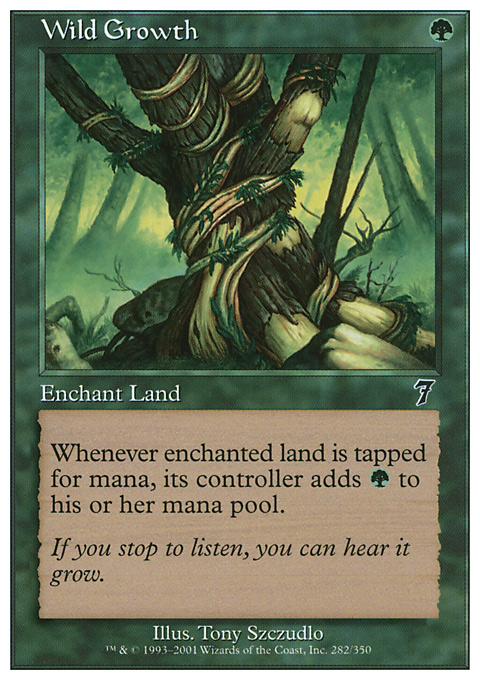 Wild Growth
Enchant Land
7
Whenever enchanted land is tapped
for mana, its controller adds to
his or her mana pool.
If you stop to listen, you can hear it
grow.
Illus. Tony Szczudlo
™ & © 1993–2001 Wizards of the Coast, Inc. 282/350